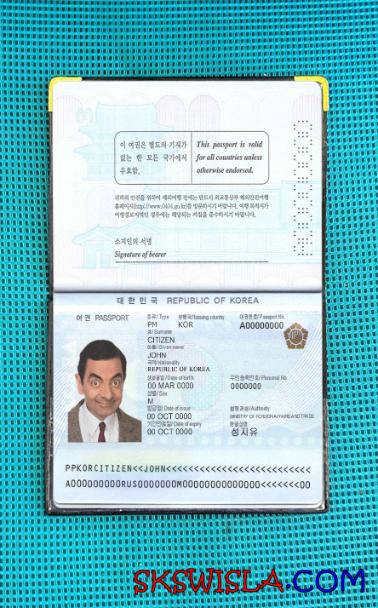 이 여권은 별도의 기재가
없는 한 모든 국가에서
유효함.
This passport is valid
for all countries unless
otherwise endorsed.
소지인의 서명
Signature of bearer
대한민국 REPUBLIC OF KOREA
여권 PASSPORT
종류/Type 발행국/Issuing country 여권번호/Passport No.
PM KOR A00000000
성/Surname
CITIZEN
이름/Given names
JOHN
국적/Nationality
REPUBLIC OF KOREA
생년월일/Date of birth 주민등록번호/Personal No
00 MAR 0000 0000000
성별/Sex
M
발급일/Date of issue 발행관청/Authority
00 OCT 0000 MINISTRY OF FOREIGN AFFAIRS AND TRADE
기간만료일/Date of expiry 한글성명
00 OCT 0000 성지유
SKSWISLA.COM